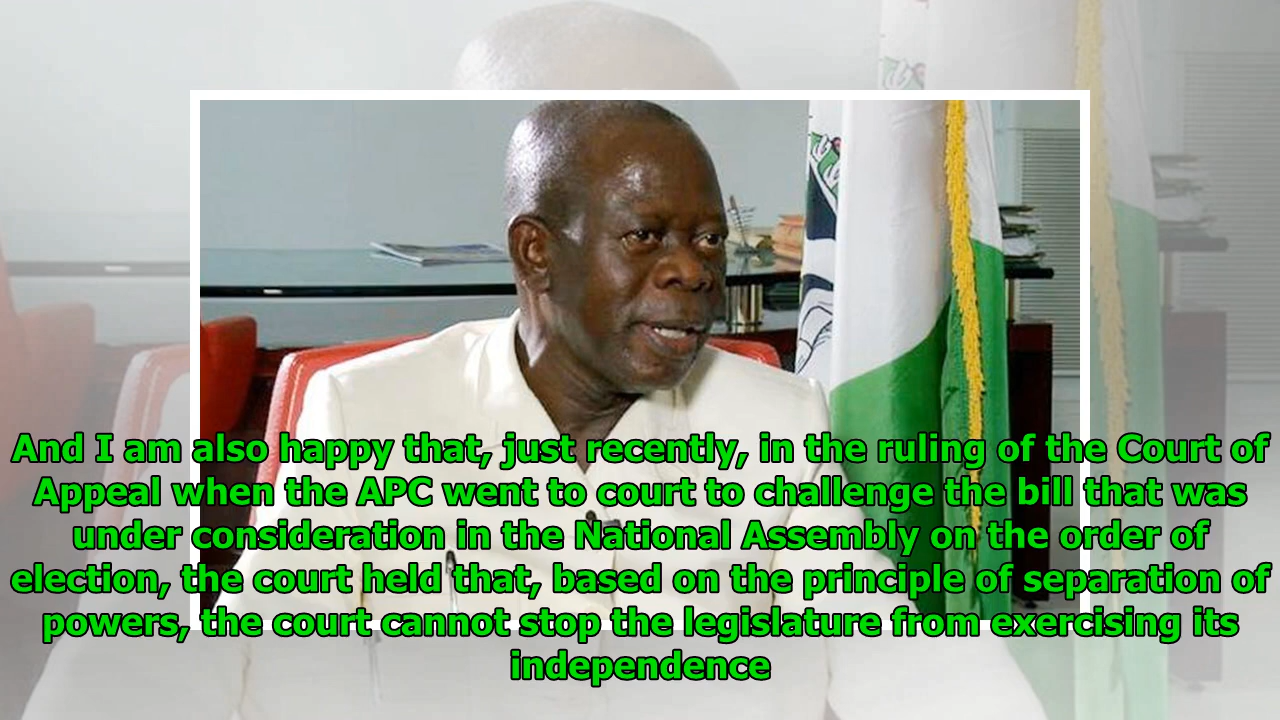 And I am also happy that, just recently, in the ruling of the Court of
Appeal when the APC went to court to challenge the bill that was
under consideration in the National Assembly on the order of
election, the court held that, based on the principle of separation of
powers, the court cannot stop the legislature from exercising its
independence